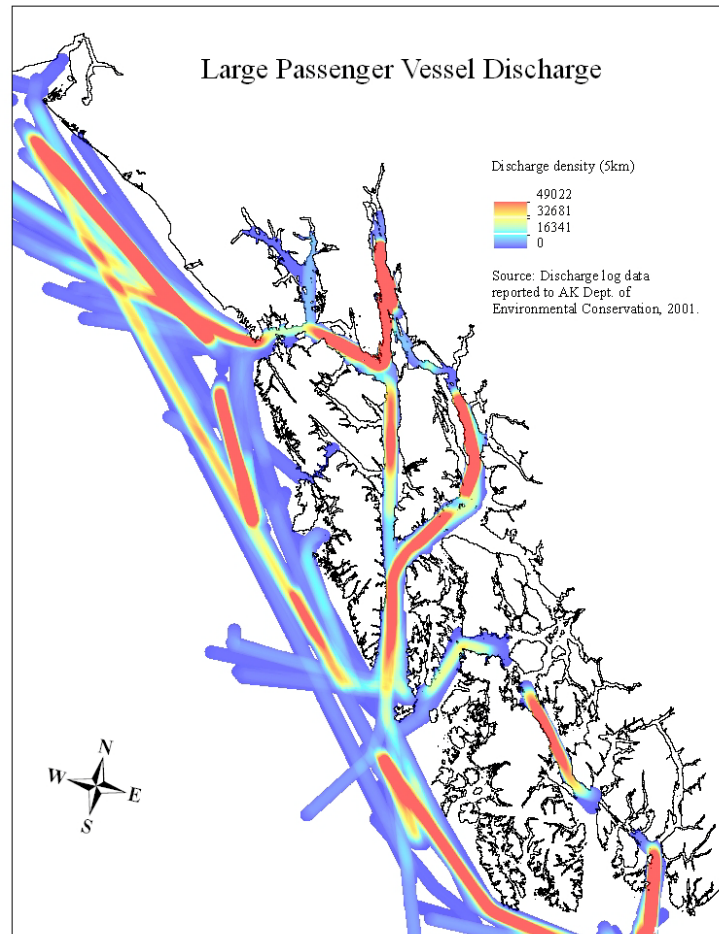 Large Passenger Vessel Discharge
Discharge density (5km)
49022
32681
16341
0
Source: Discharge log data
reported to AK Dept. of
Environmental Conservation, 2001.
N
W
E
S